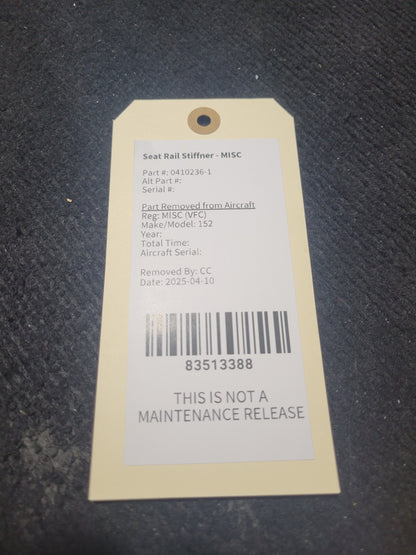 Seat Rail Stiffner - MISC
Part #: 0410236-1
Alt Part #:
Serial #:
Part Removed from Aircraft
Reg: MISC (VFC)
Make/Model: 152
Year:
Total Time:
Aircraft Serial:
Removed By: CC
Date: 2025-04-10
83513388
THIS IS NOT A
MAINTENANCE RELEASE